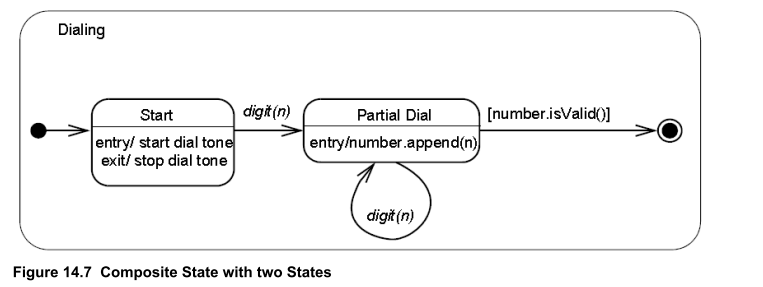 Dialing
Start
digit(n)
Partial Dial
[number.isValid()]
entry/ start dial tone
exit/ stop dial tone
entry/number.append(n)
digit(n)
Figure 14.7 Composite State with two States